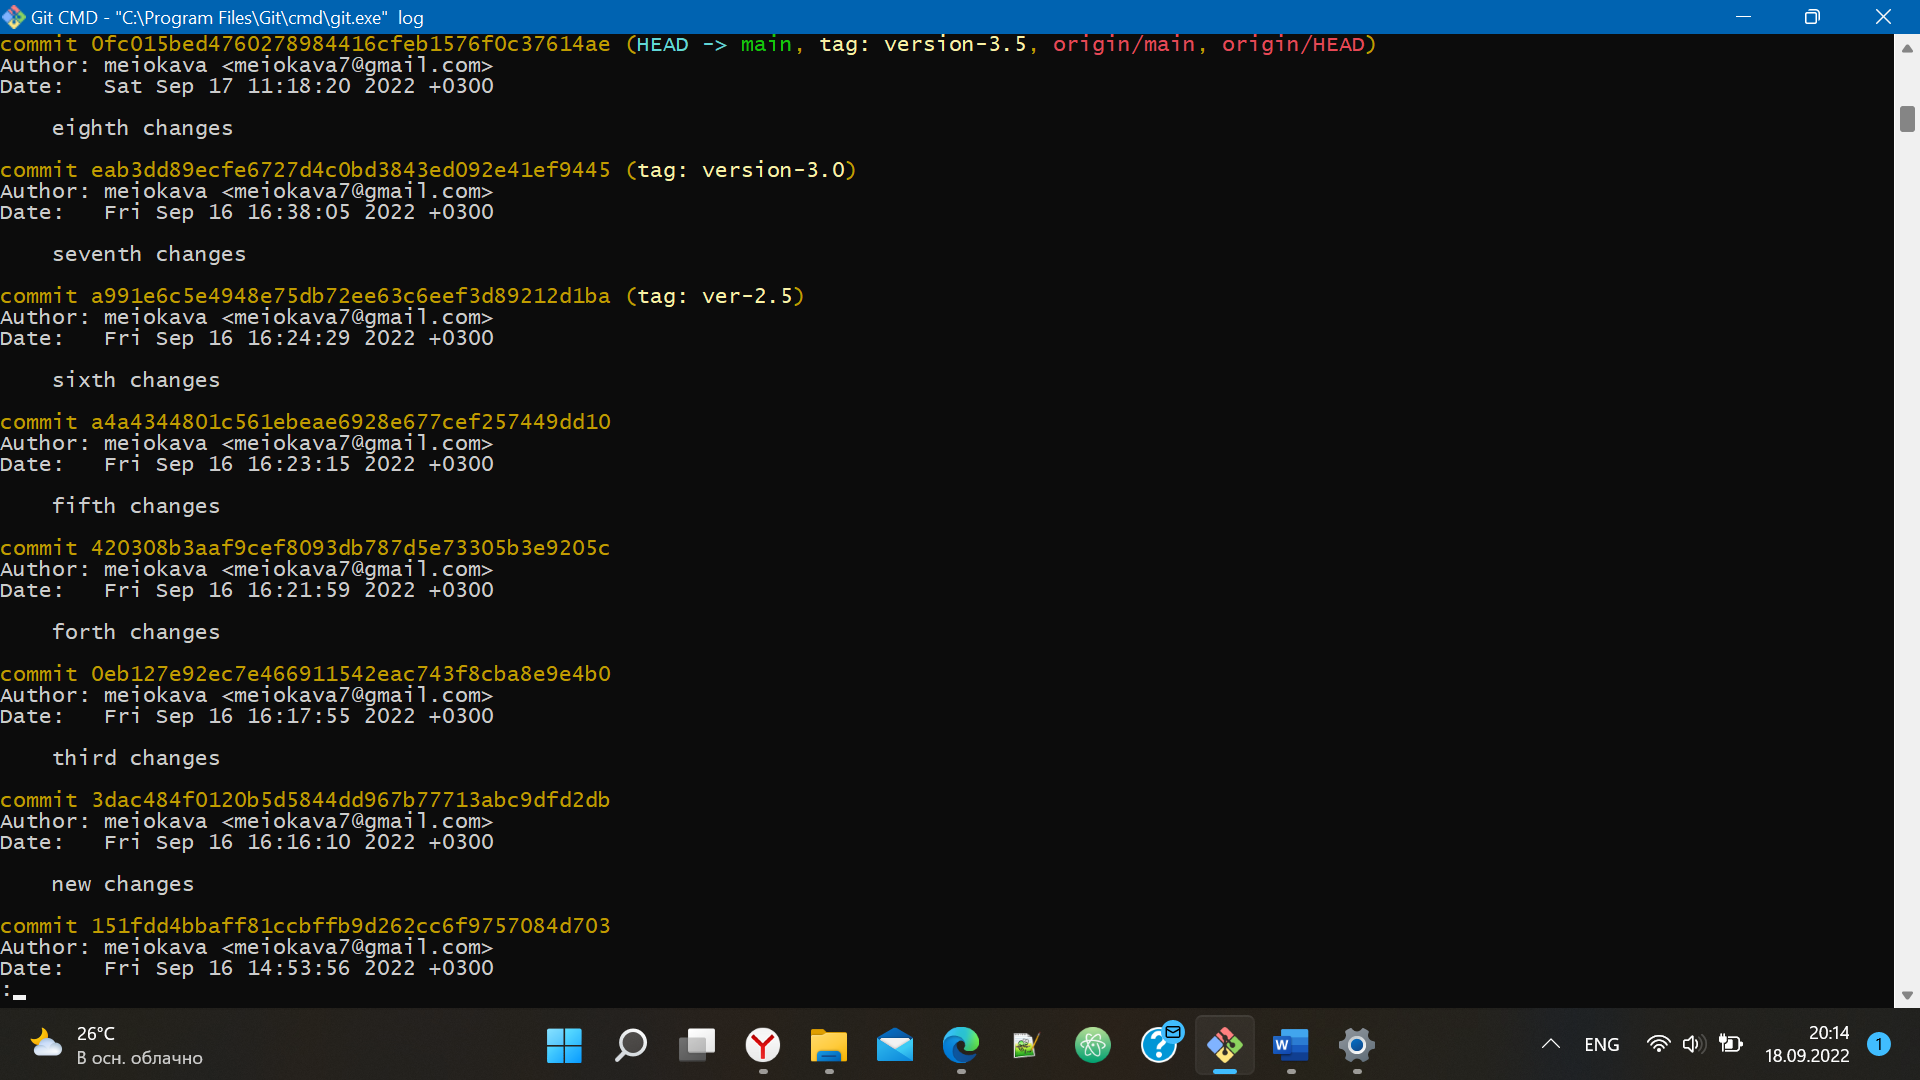 Git CMD - "C:\Program Files\Git\cmd\git.exe" log
commit 0fc015bed4760278984416cfeb1576f0c37614ae (HEAD -> main, tag: version-3.5, origin/main, origin/HEAD)
Author: meiokava <meiokava7@gmail.com>
Date:   Sat Sep 17 11:18:20 2022 +0300
eighth changes
commit eab3dd89ecfe6727d4c0bd3843ed092e41ef9445 (tag: version-3.0)
Author: meiokava <meiokava7@gmail.com>
Date:   Fri Sep 16 16:38:05 2022 +0300
seventh changes
commit a991e6c5e4948e75db72ee63c6eef3d89212d1ba (tag: ver-2.5)
Author: meiokava <meiokava7@gmail.com>
Date:   Fri Sep 16 16:24:29 2022 +0300
sixth changes
commit a4a4344801c561ebeae6928e677cef257449dd10
Author: meiokava <meiokava7@gmail.com>
Date:   Fri Sep 16 16:23:15 2022 +0300
fifth changes
commit 420308b3aaf9cef8093db787d5e73305b3e9205c
Author: meiokava <meiokava7@gmail.com>
Date:   Fri Sep 16 16:21:59 2022 +0300
forth changes
commit 0eb127e92ec7e466911542eac743f8cba8e9e4b0
Author: meiokava <meiokava7@gmail.com>
Date:   Fri Sep 16 16:17:55 2022 +0300
third changes
commit 3dac484f0120b5d5844dd967b77713abc9dfd2db
Author: meiokava <meiokava7@gmail.com>
Date:   Fri Sep 16 16:16:10 2022 +0300
new changes
commit 151fdd4bbaff81ccbffb9d262cc6f9757084d703
Author: meiokava <meiokava7@gmail.com>
Date:   Fri Sep 16 14:53:56 2022 +0300
:
26°C
В осн. облачно
ENG
20:14
18.09.2022
1